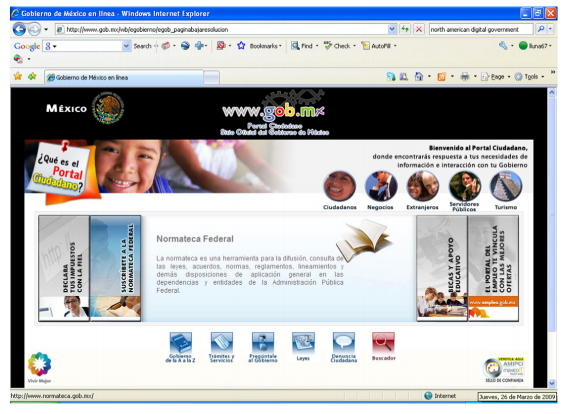 Gobierno de México en línea - Windows Internet Explorer
http://www.gob.mx/wb/egobierno/egob_paginabajaresolucion
north american digital government
Google
Search
Bookmarks
Find
Check
AutoFill
lluna67
Gobierno de México en línea
Page
Tools
MÉXICO
www.gob.mx
Portal Ciudadano
Sitio Oficial del Gobierno de México
¿Qué es el
Portal
Ciudadano?
Bienvenido al Portal Ciudadano,
donde encontrarás respuesta a tus necesidades de
información e interacción con tu Gobierno
Ciudadanos
Negocios
Extranjeros
Servidores
Públicos
Turismo
DECLARA
TUS IMPUESTOS
CON LA FIEL
SUSCRIBETE A LA
NORMATECA FEDERAL
Normateca Federal
La normateca es una herramienta para la difusión, consulta de
las leyes, acuerdos, normas, reglamentos, lineamientos y
demás disposiciones de aplicación general en las
dependencias y entidades de la Administración Pública
Federal.
BECAS Y APOYO
EDUCATIVO
EL PORTAL DEL
EMPLEO TE VINCULA
CON LAS MEJORES
OFERTAS
www.empleo.gob.mx
Gobierno
de la A a la Z
Trámites y
Servicios
Pregúntale
al Gobierno
Leyes
Denuncia
Ciudadana
Buscador
Vivir Mejor
AMIPCI
SELLO DE CONFIANZA
http://www.normateca.gob.mx/
Internet
Jueves, 26 de Marzo de 2009